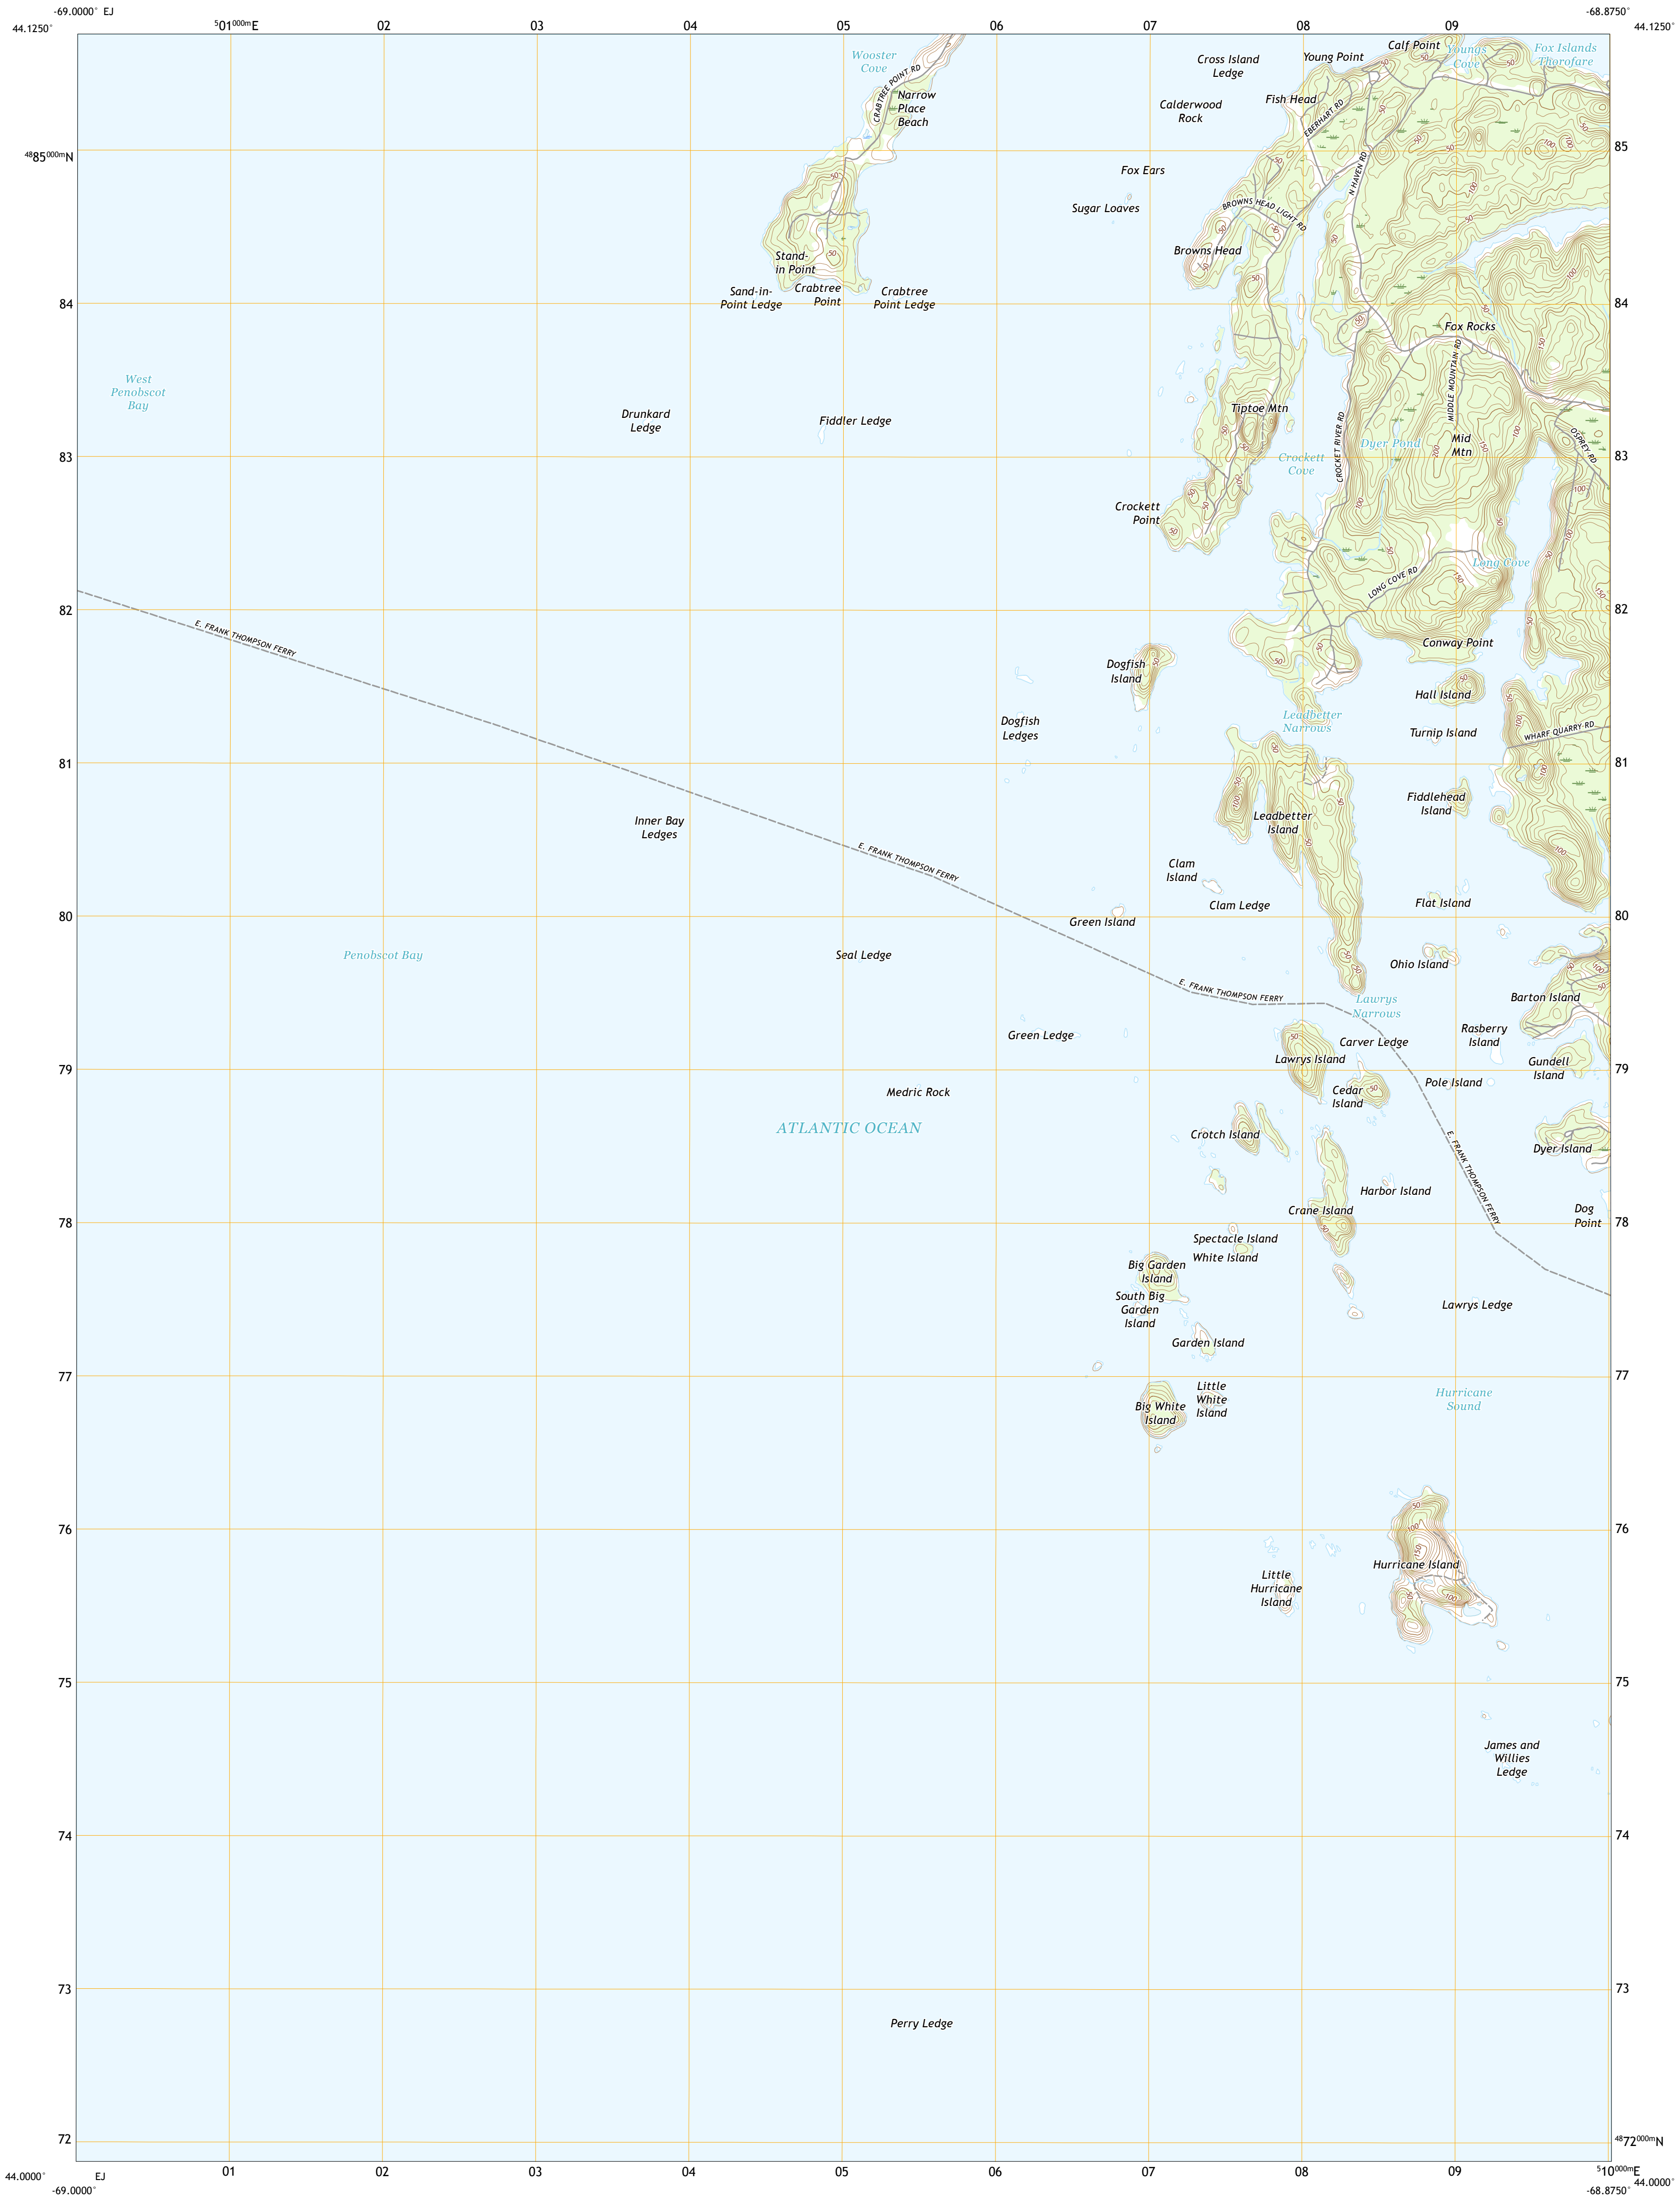 -69.0000° EJ
-68.8750°
44.1250°
501000mE
02
03
04
05
06
07
08
09
44.1250°
Wooster
Cove
CRABTREE POINT RD
Narrow
Place
Beach
Cross Island
Ledge
Young Point
Calf Point
Youngs
Cove
Fox Islands
Thorofare
Calderwood
Rock
Fish Head
EBERHART RD
4885000mN
85
Fox Ears
N HAVEN RD
Sugar Loaves
BROWNS HEAD LIGHT RD
Browns Head
Stand-
in Point
Sand-in-
Point Ledge
Crabtree
Point
Crabtree
Point Ledge
84
84
Fox Rocks
MIDDLE MOUNTAIN RD
West
Penobscot
Bay
Drunkard
Ledge
Fiddler Ledge
Tiptoe Mtn
CROCKET RIVER RD
Dyer Pond
Mid
Mtn
OSPREY RD
83
83
Crockett
Cove
Crockett
Point
Long Cove
LONG COVE RD
82
82
E. FRANK THOMPSON FERRY
Conway Point
Dogfish
Island
Hall Island
Leadbetter
Narrows
Dogfish
Ledges
Turnip Island
WHARF QUARRY RD
81
81
Fiddlehead
Island
Inner Bay
Ledges
Leadbetter
Island
E. FRANK THOMPSON FERRY
Clam
Island
Clam Ledge
Flat Island
80
80
Green Island
Penobscot Bay
Seal Ledge
Ohio Island
E. FRANK THOMPSON FERRY
Lawrys
Narrows
Barton Island
Green Ledge
Carver Ledge
Rasberry
Island
Lawrys Island
Gundell
Island
79
79
Medric Rock
Cedar
Island
Pole Island
ATLANTIC OCEAN
Crotch Island
E. FRANK THOMPSON FERRY
Dyer Island
Harbor Island
Crane Island
Dog
Point
78
78
Spectacle Island
White Island
Big Garden
Island
South Big
Garden
Island
Lawrys Ledge
Garden Island
77
77
Little
White
Island
Big White
Island
Hurricane
Sound
76
76
Hurricane Island
Little
Hurricane
Island
75
75
James and
Willies
Ledge
74
74
73
73
Perry Ledge
72
4872000mN
44.0000°
EJ
01
02
03
04
05
06
07
08
09
510000mE
44.0000°
-69.0000°
-68.8750°